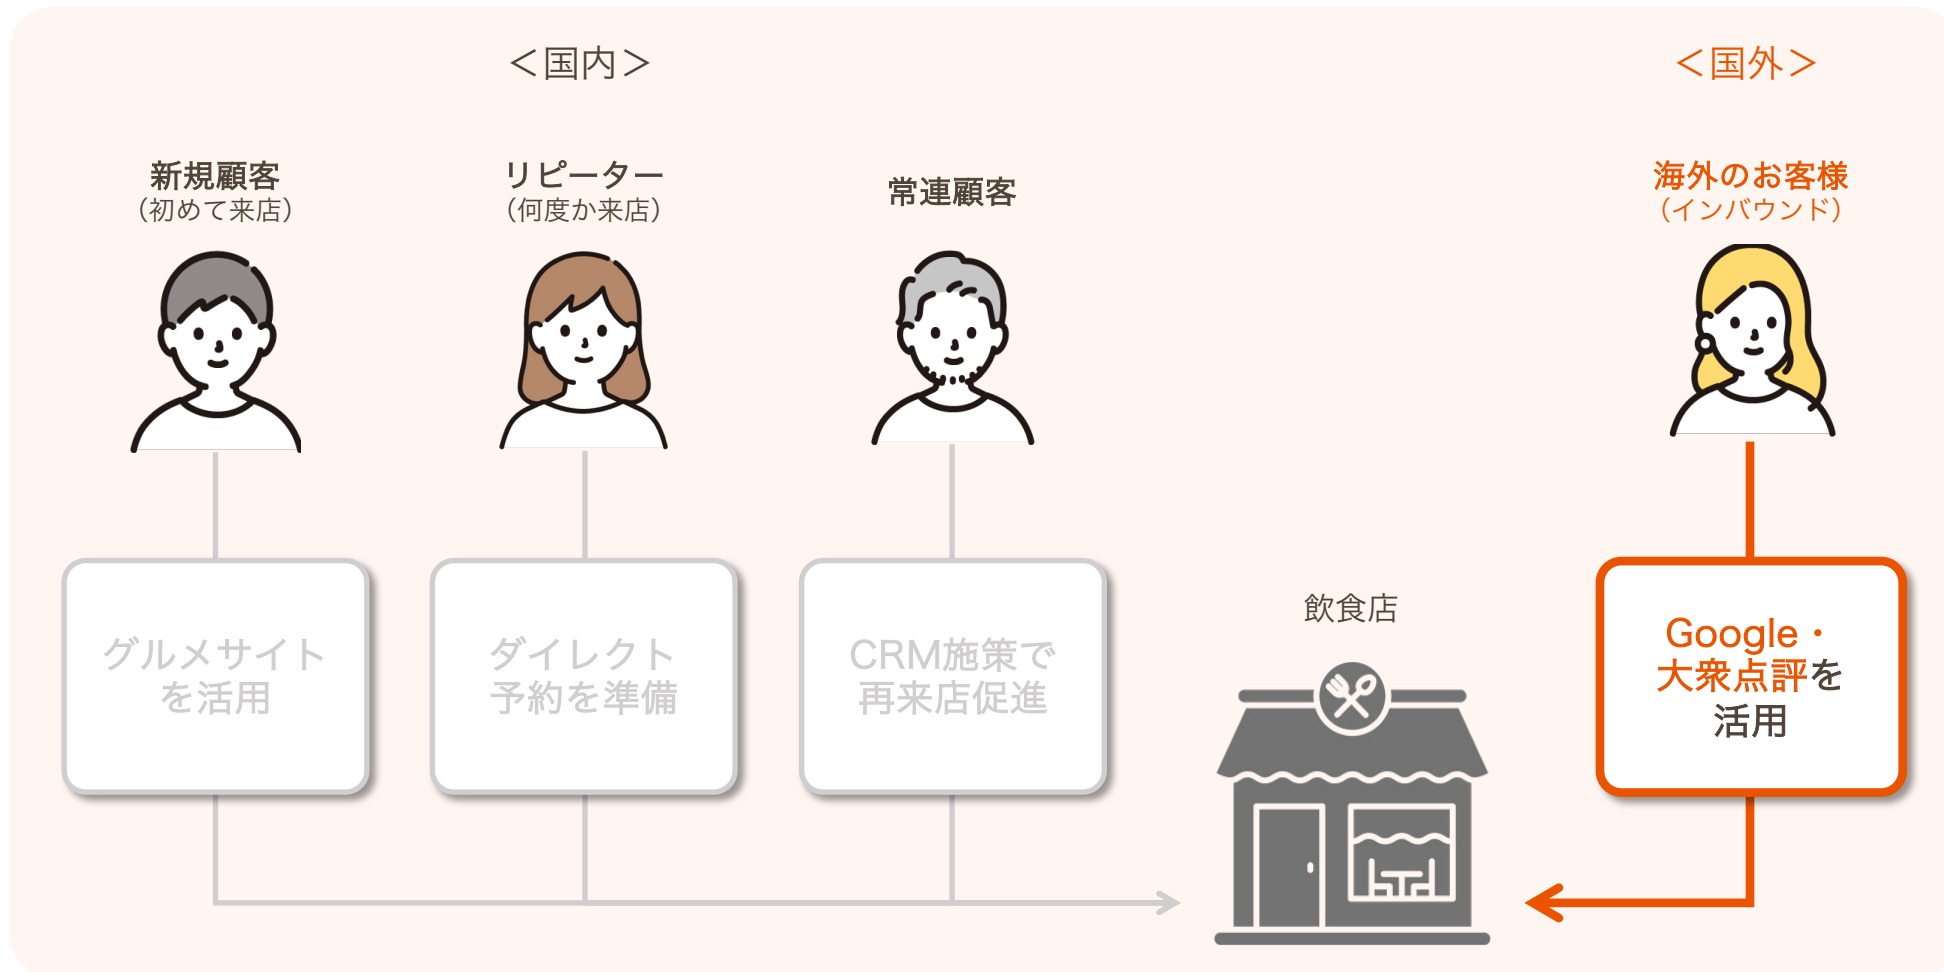 ＜国内＞
＜国外＞
新規顧客
（初めて来店）
リピーター
（何度か来店）
常連顧客
海外のお客様
（インバウンド）
グルメサイト
を活用
ダイレクト
予約を準備
CRM施策で
再来店促進
飲食店
Google・
大衆点評を
活用